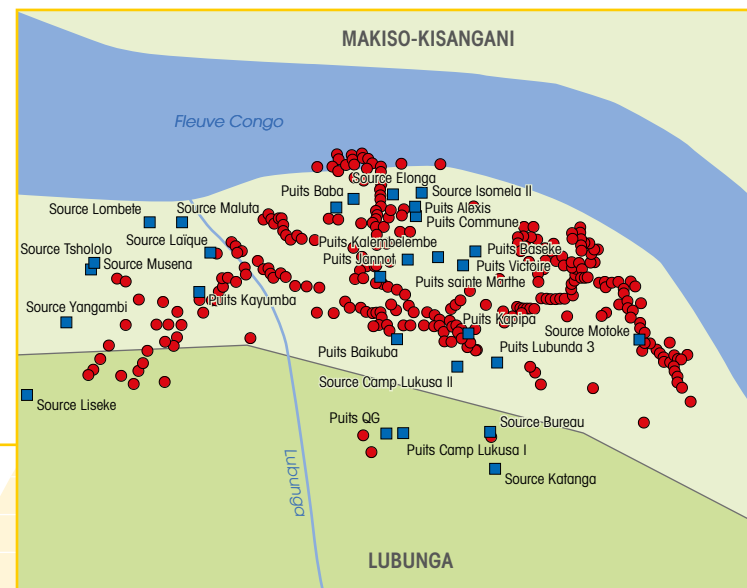 MAKISO-KISANGANI
Fleuve Congo
Source Elonga
Puits Baba
Source Isomela II
Source Lombete
Source Maluta
Puits Alexis
Puits Commune
Source Laïque
Puits Kalembelembe
Source Tshololo
Puits Baseke
Source Musena
Puits Jannot
Puits Victoire
Puits sainte Marthe
Puits Kayumba
Source Yangambi
Puits Kapipa
Source Motoke
Puits Baikuba
Puits Lubunda 3
Source Camp Lukusa II
Source Liseke
Puits QG
Source Bureau
Puits Camp Lukusa I
Lubunga
Source Katanga
LUBUNGA